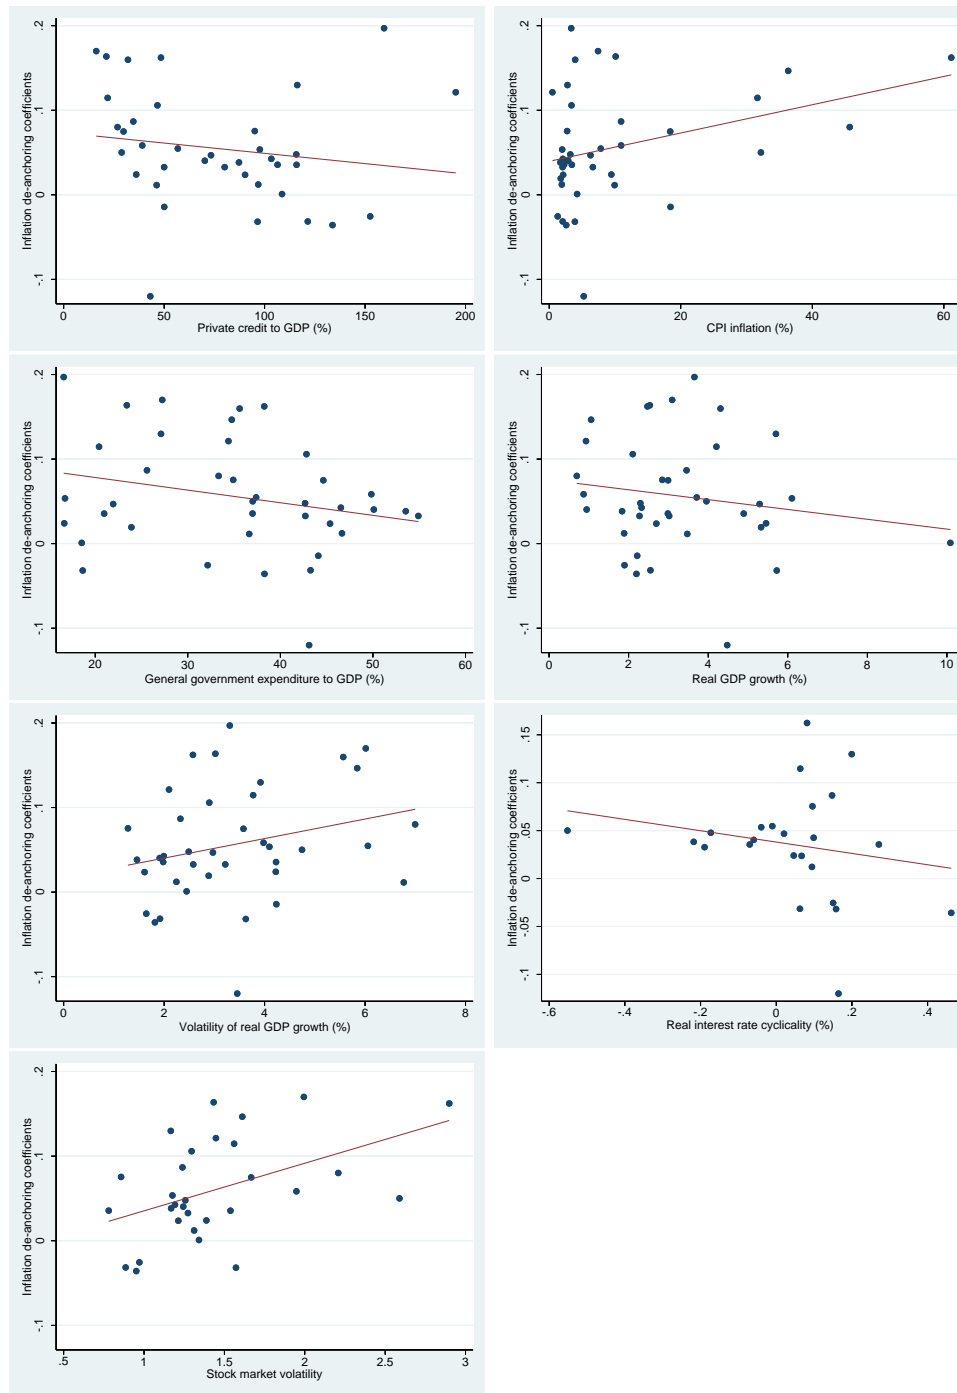 Inflation de-anchoring coefficients
.2
.1
0
-.1
0 50 100 150 200
Private credit to GDP (%)
Inflation de-anchoring coefficients
.2
.1
0
-.1
0 20 40 60
CPI inflation (%)
Inflation de-anchoring coefficients
.2
.1
0
-.1
20 30 40 50 60
General government expenditure to GDP (%)
Inflation de-anchoring coefficients
.2
.1
0
-.1
0 2 4 6 8 10
Real GDP growth (%)
Inflation de-anchoring coefficients
.2
.1
0
-.1
0 2 4 6 8
Volatility of real GDP growth (%)
Inflation de-anchoring coefficients
.15
.1
.05
0
-.05
-.1
-.6 -.4 -.2 0 .2 .4
Real interest rate cyclicality (%)
Inflation de-anchoring coefficients
.2
.1
0
-.1
.5 1 1.5 2 2.5 3
Stock market volatility